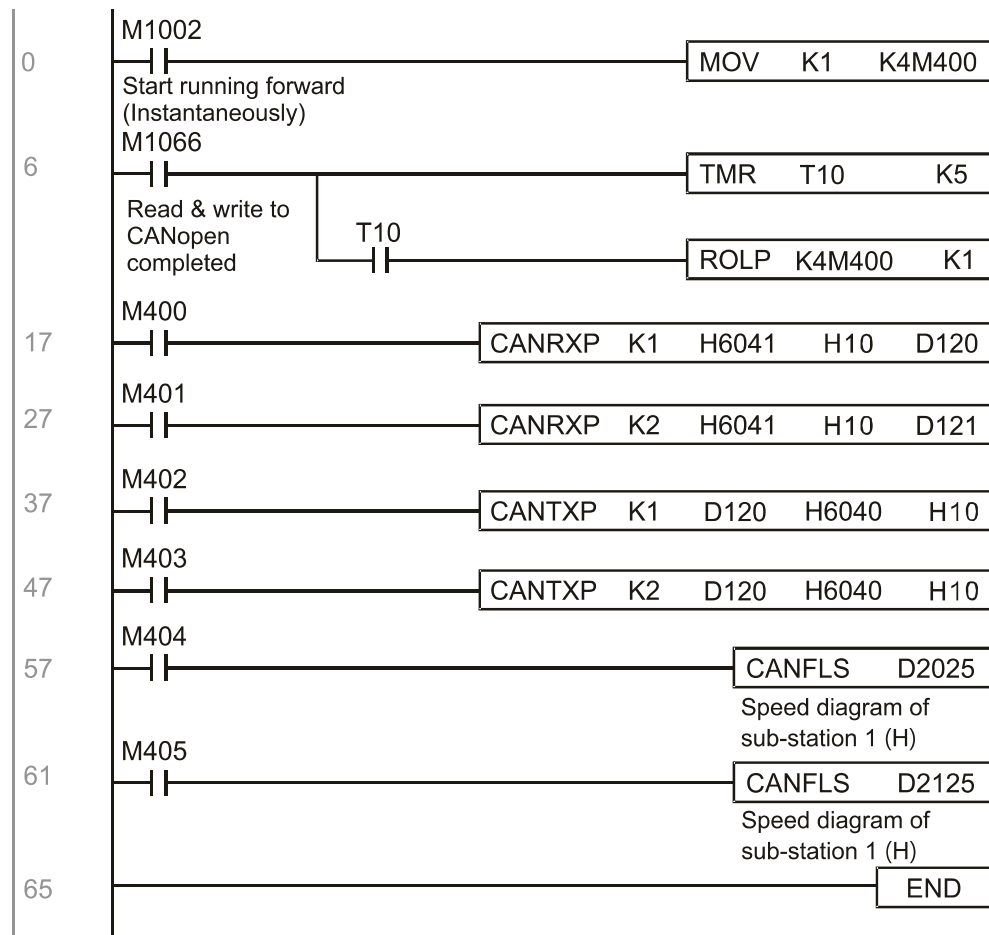 M1002
0 MOV K1 K4M400
Start running forward
(Instantaneously)
M1066
6 TMR T10 K5
Read & write to
CANopen
completed
T10
ROLP K4M400 K1
M400
17 CANRXP K1 H6041 H10 D120
M401
27 CANRXP K2 H6041 H10 D121
M402
37 CANTXP K1 D120 H6040 H10
M403
47 CANTXP K2 D120 H6040 H10
M404
57 CANFLS D2025
Speed diagram of
sub-station 1 (H)
M405
61 CANFLS D2125
Speed diagram of
sub-station 1 (H)
65 END